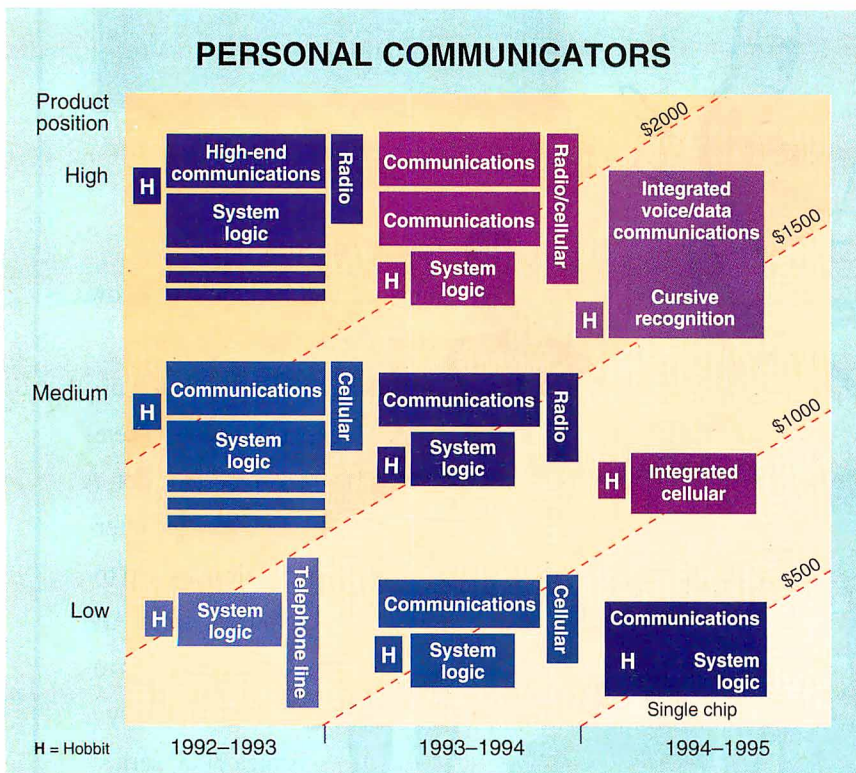 PERSONAL COMMUNICATORS
Product
position
High
Medium
Low
$2000
$1500
$1000
$500
H
High-end
communications
System
logic
Radio
Communications
Communications
H
System
logic
Radio/cellular
Integrated
voice/data
communications
Cursive
recognition
H
H
Communications
System
logic
Cellular
Communications
H
System
logic
Radio
H
Integrated
cellular
H
System
logic
Telephone line
Communications
H
System
logic
Cellular
Communications
H
System
logic
Single chip
H = Hobbit
1992–1993
1993–1994
1994–1995